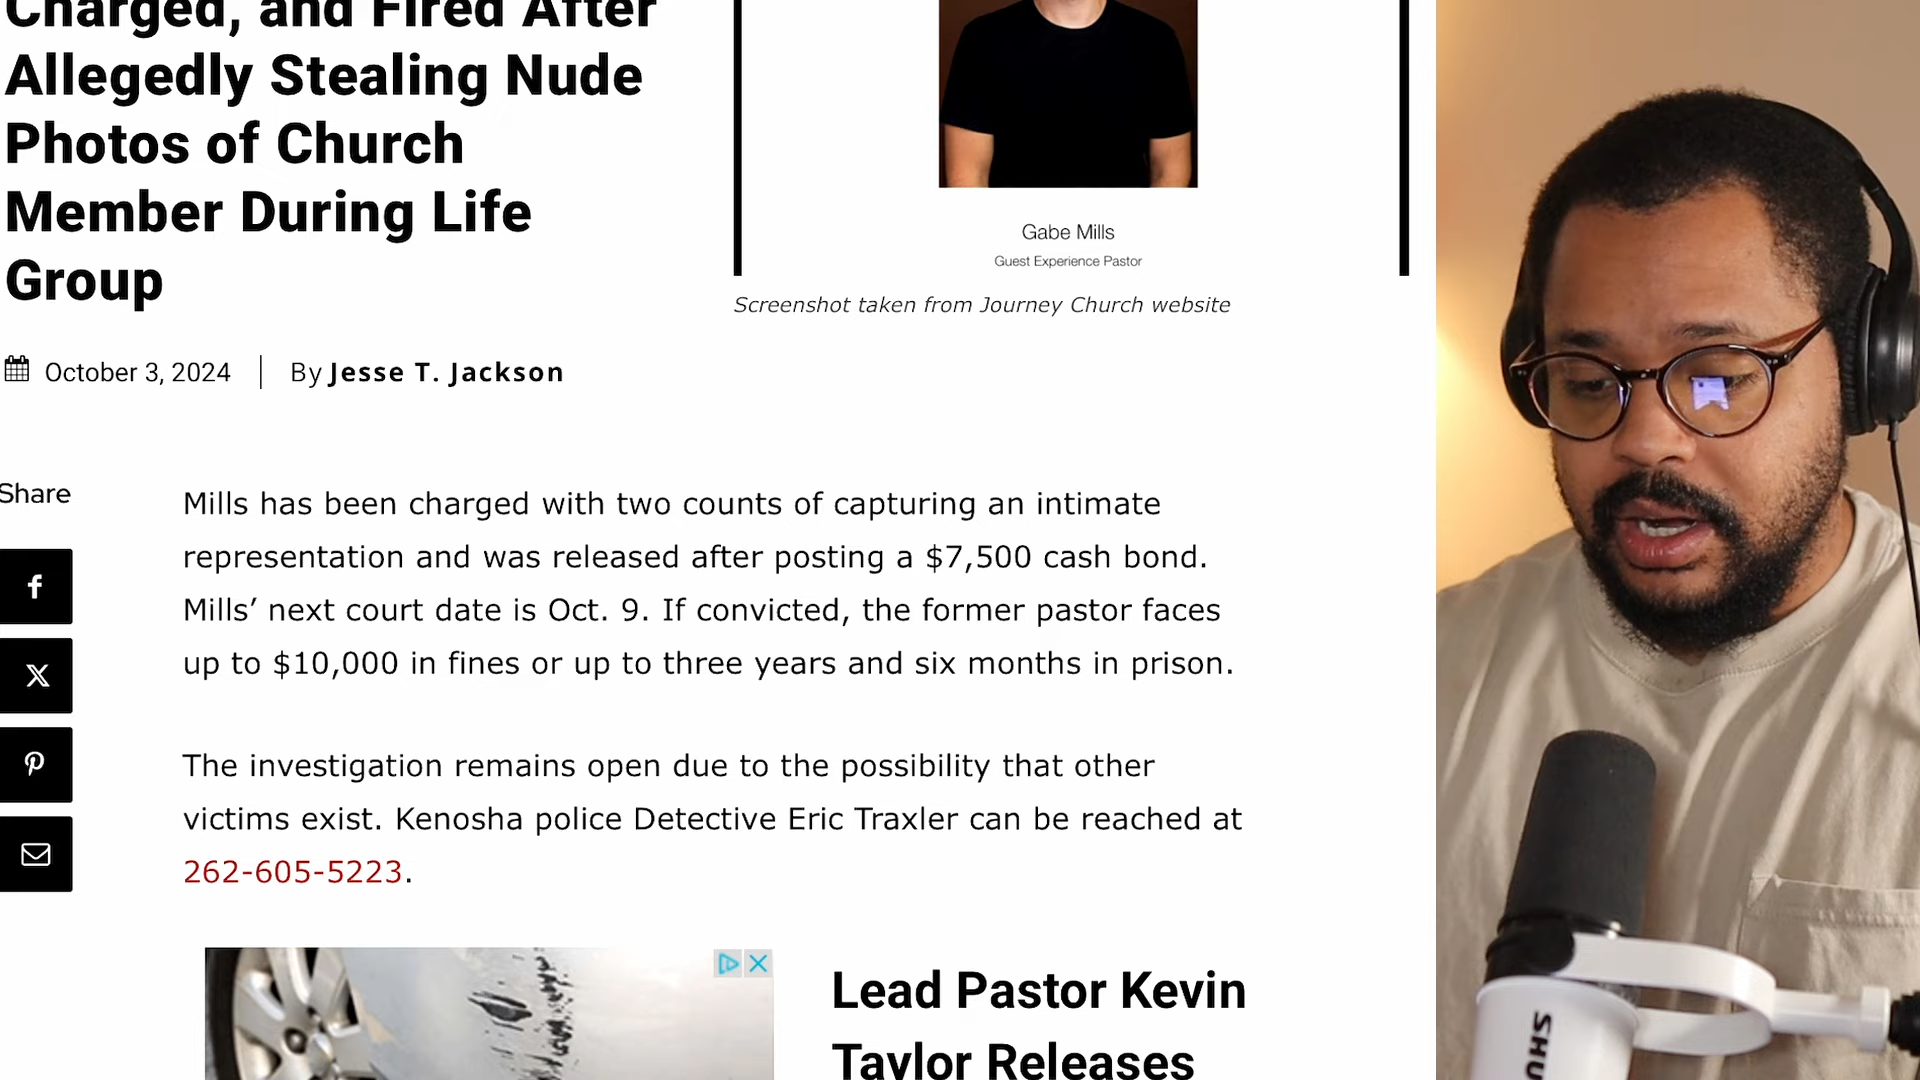 Charged, and Fired After
Allegedly Stealing Nude
Photos of Church
Member During Life
Group
Gabe Mills
Guest Experience Pastor
Screenshot taken from Journey Church website
October 3, 2024
By Jesse T. Jackson
Share
Mills has been charged with two counts of capturing an intimate
representation and was released after posting a $7,500 cash bond.
Mills’ next court date is Oct. 9. If convicted, the former pastor faces
up to $10,000 in fines or up to three years and six months in prison.
The investigation remains open due to the possibility that other
victims exist. Kenosha police Detective Eric Traxler can be reached at
262-605-5223.
Lead Pastor Kevin
Taylor Releases
SHU